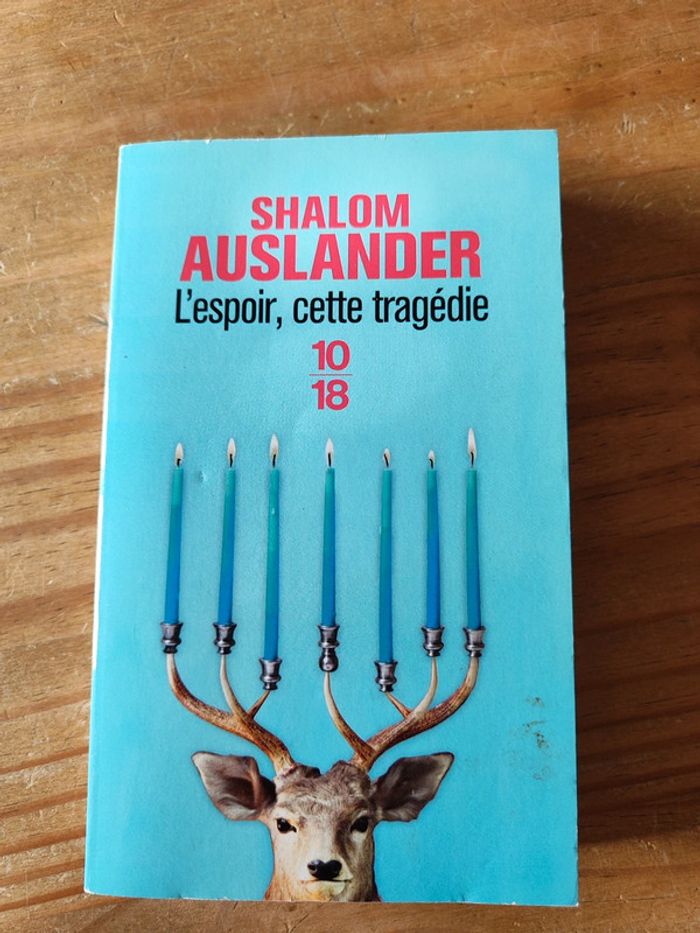 SHALOM
AUSLANDER
L'espoir, cette tragédie
10
18